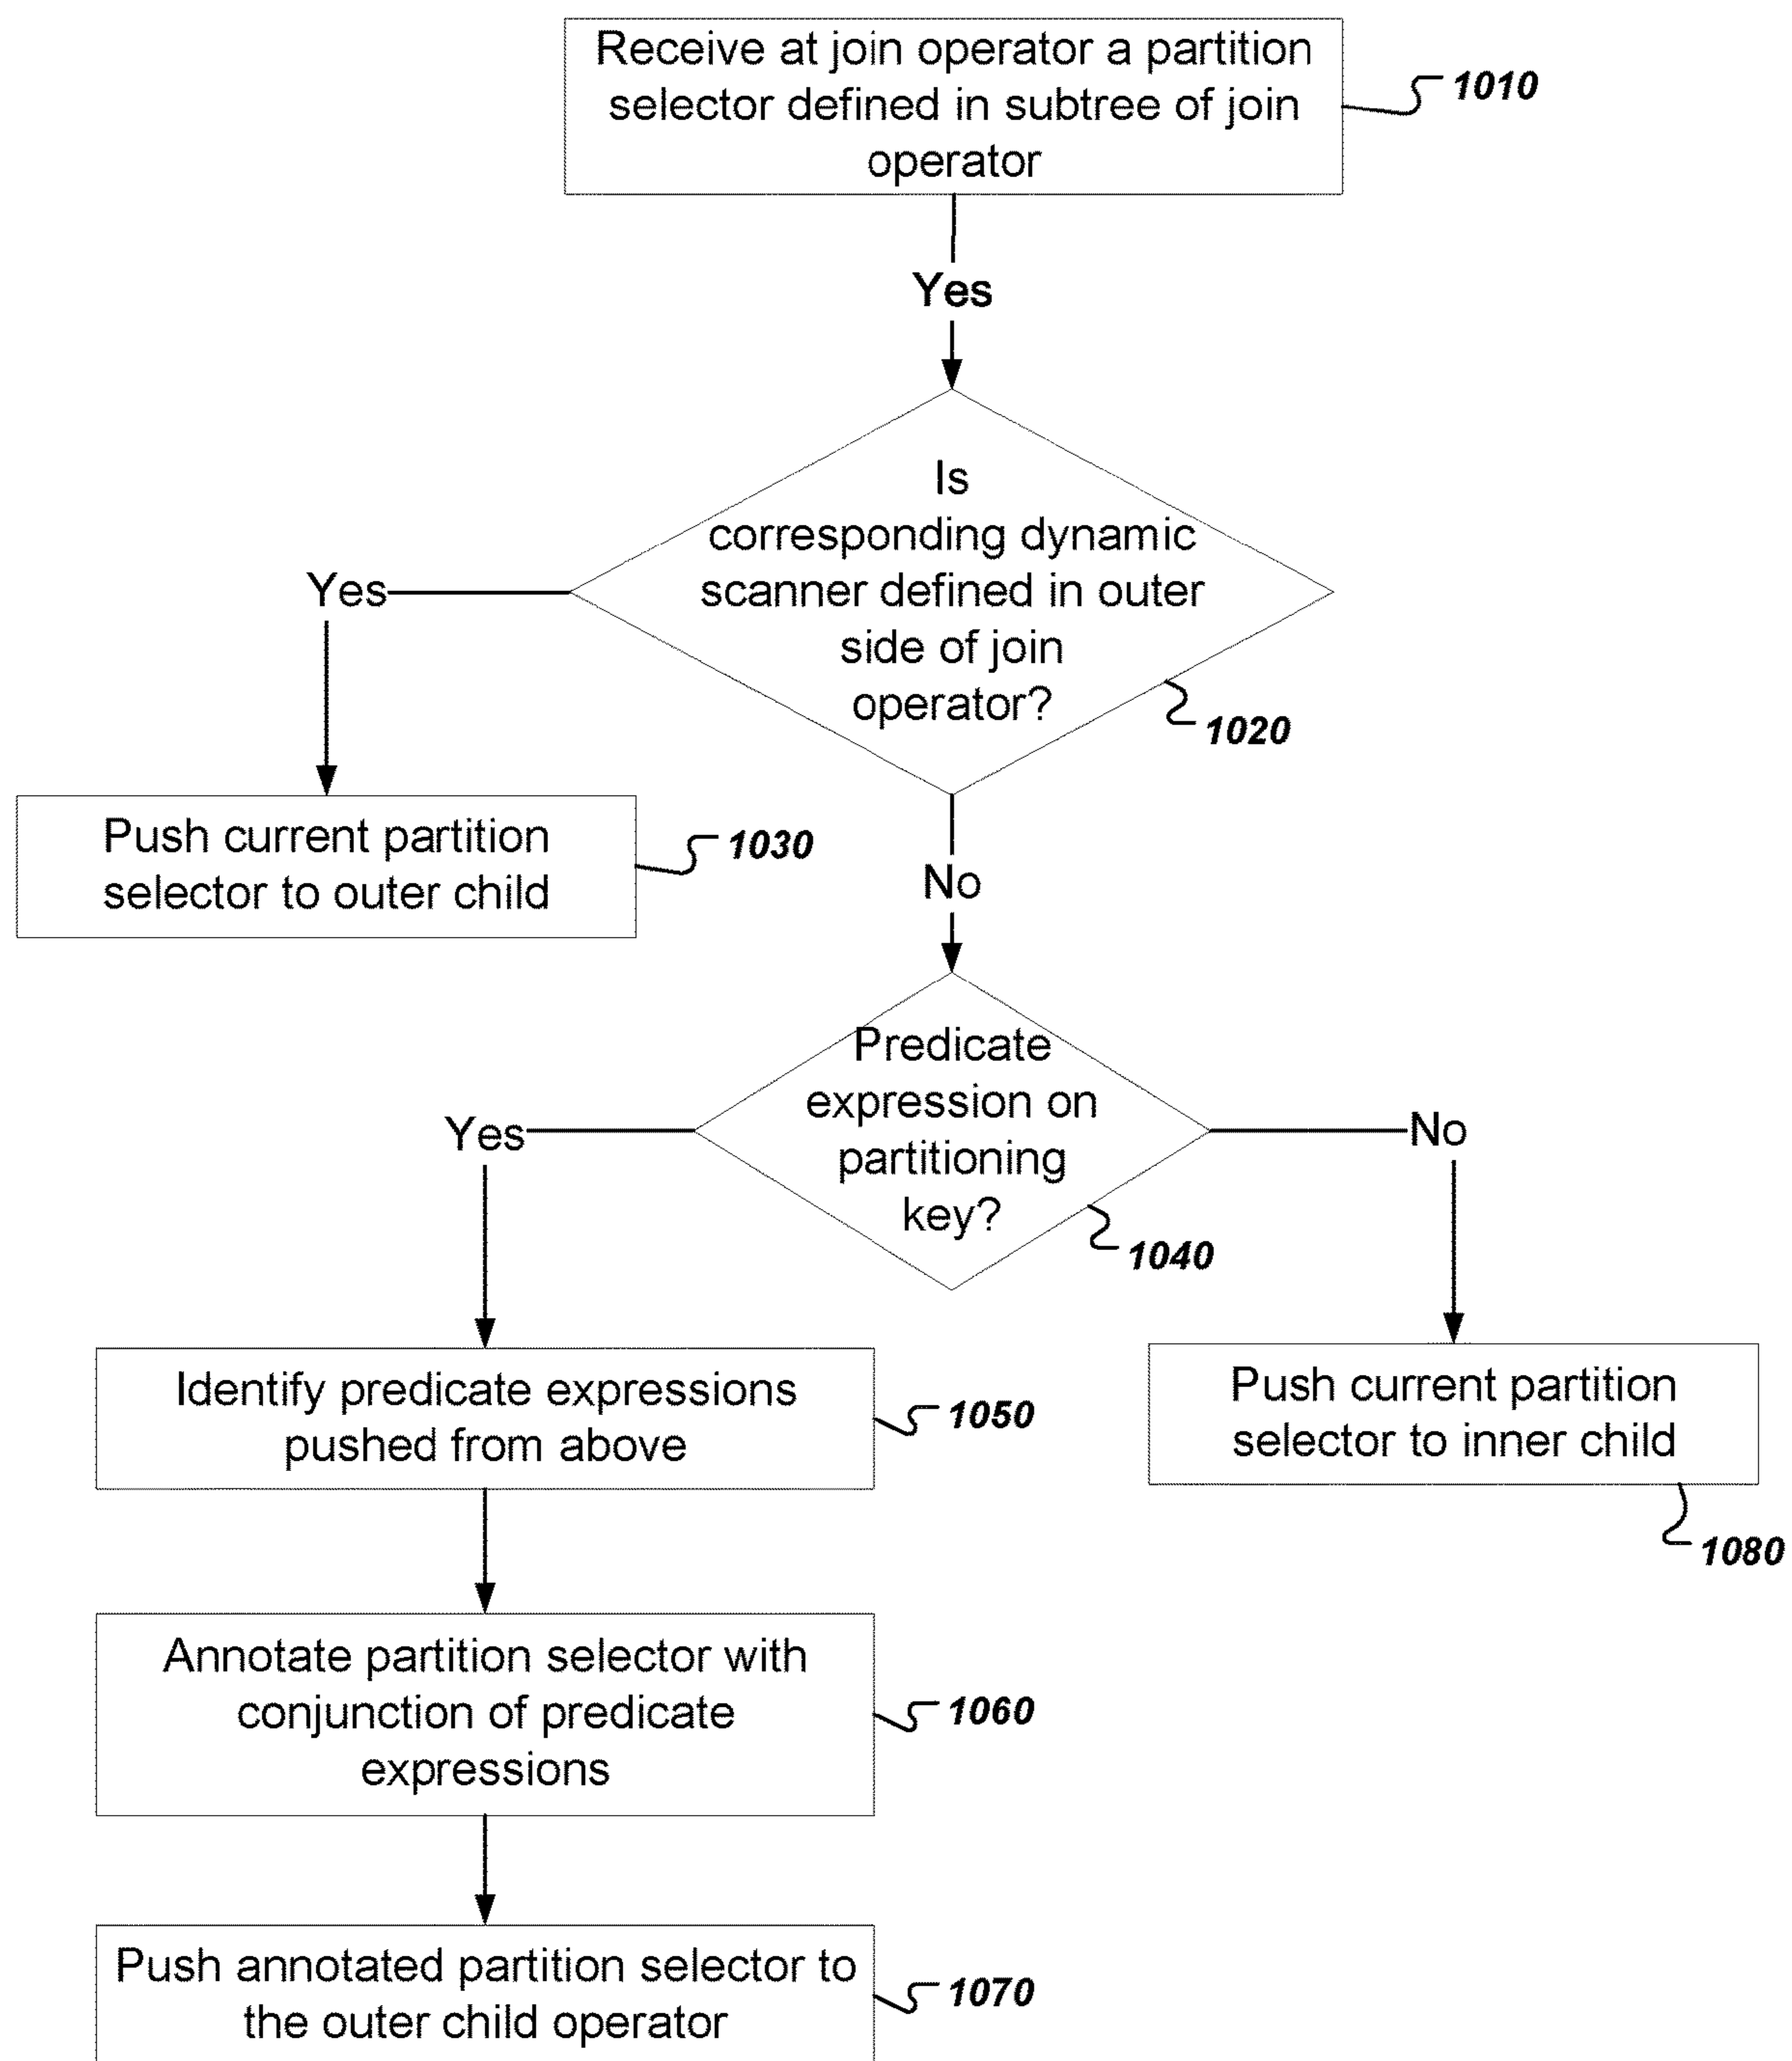 Receive at join operator a partition
selector defined in subtree of join
operator
1010
Yes
Is
corresponding dynamic
scanner defined in outer
side of join
operator?
1020
Yes
Push current partition
selector to outer child
1030
No
Predicate
expression on
partitioning
key?
1040
Yes
No
Identify predicate expressions
pushed from above
1050
Push current partition
selector to inner child
1080
Annotate partition selector with
conjunction of predicate
expressions
1060
Push annotated partition selector to
the outer child operator
1070